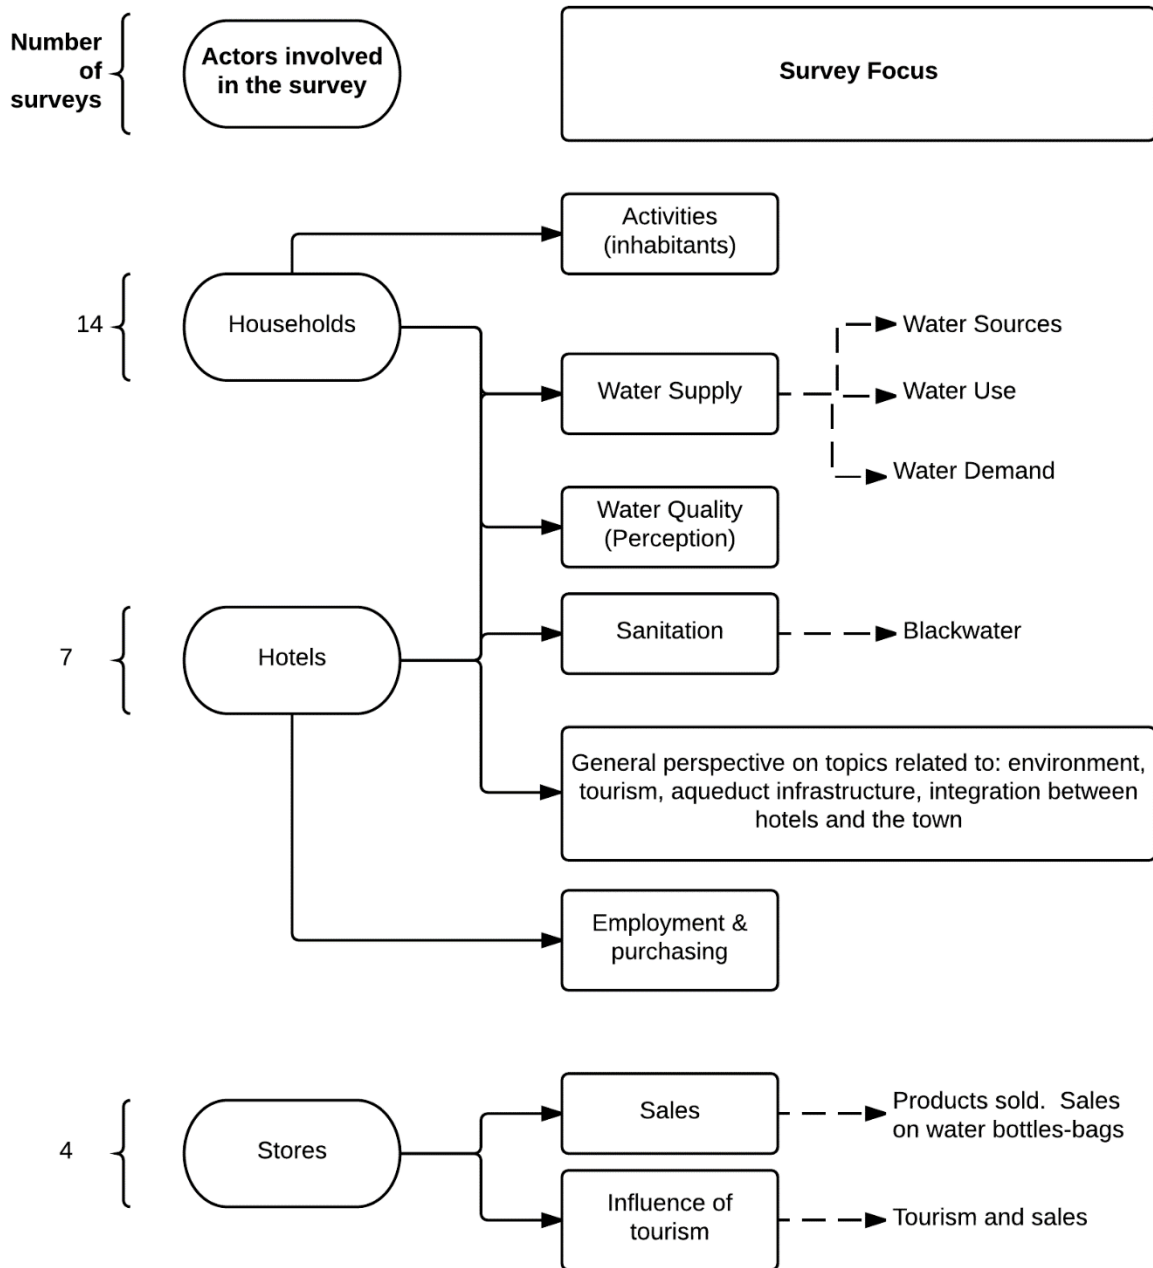 Number
of
surveys
Actors involved
in the survey
Survey Focus
Activities
(inhabitants)
14
Households
Water Supply
Water Sources
Water Use
Water Demand
Water Quality
(Perception)
7
Hotels
Sanitation
Blackwater
General perspective on topics related to: environment,
tourism, aqueduct infrastructure, integration between
hotels and the town
Employment &
purchasing
4
Stores
Sales
Products sold.  Sales
on water bottles-bags
Influence of
tourism
Tourism and sales